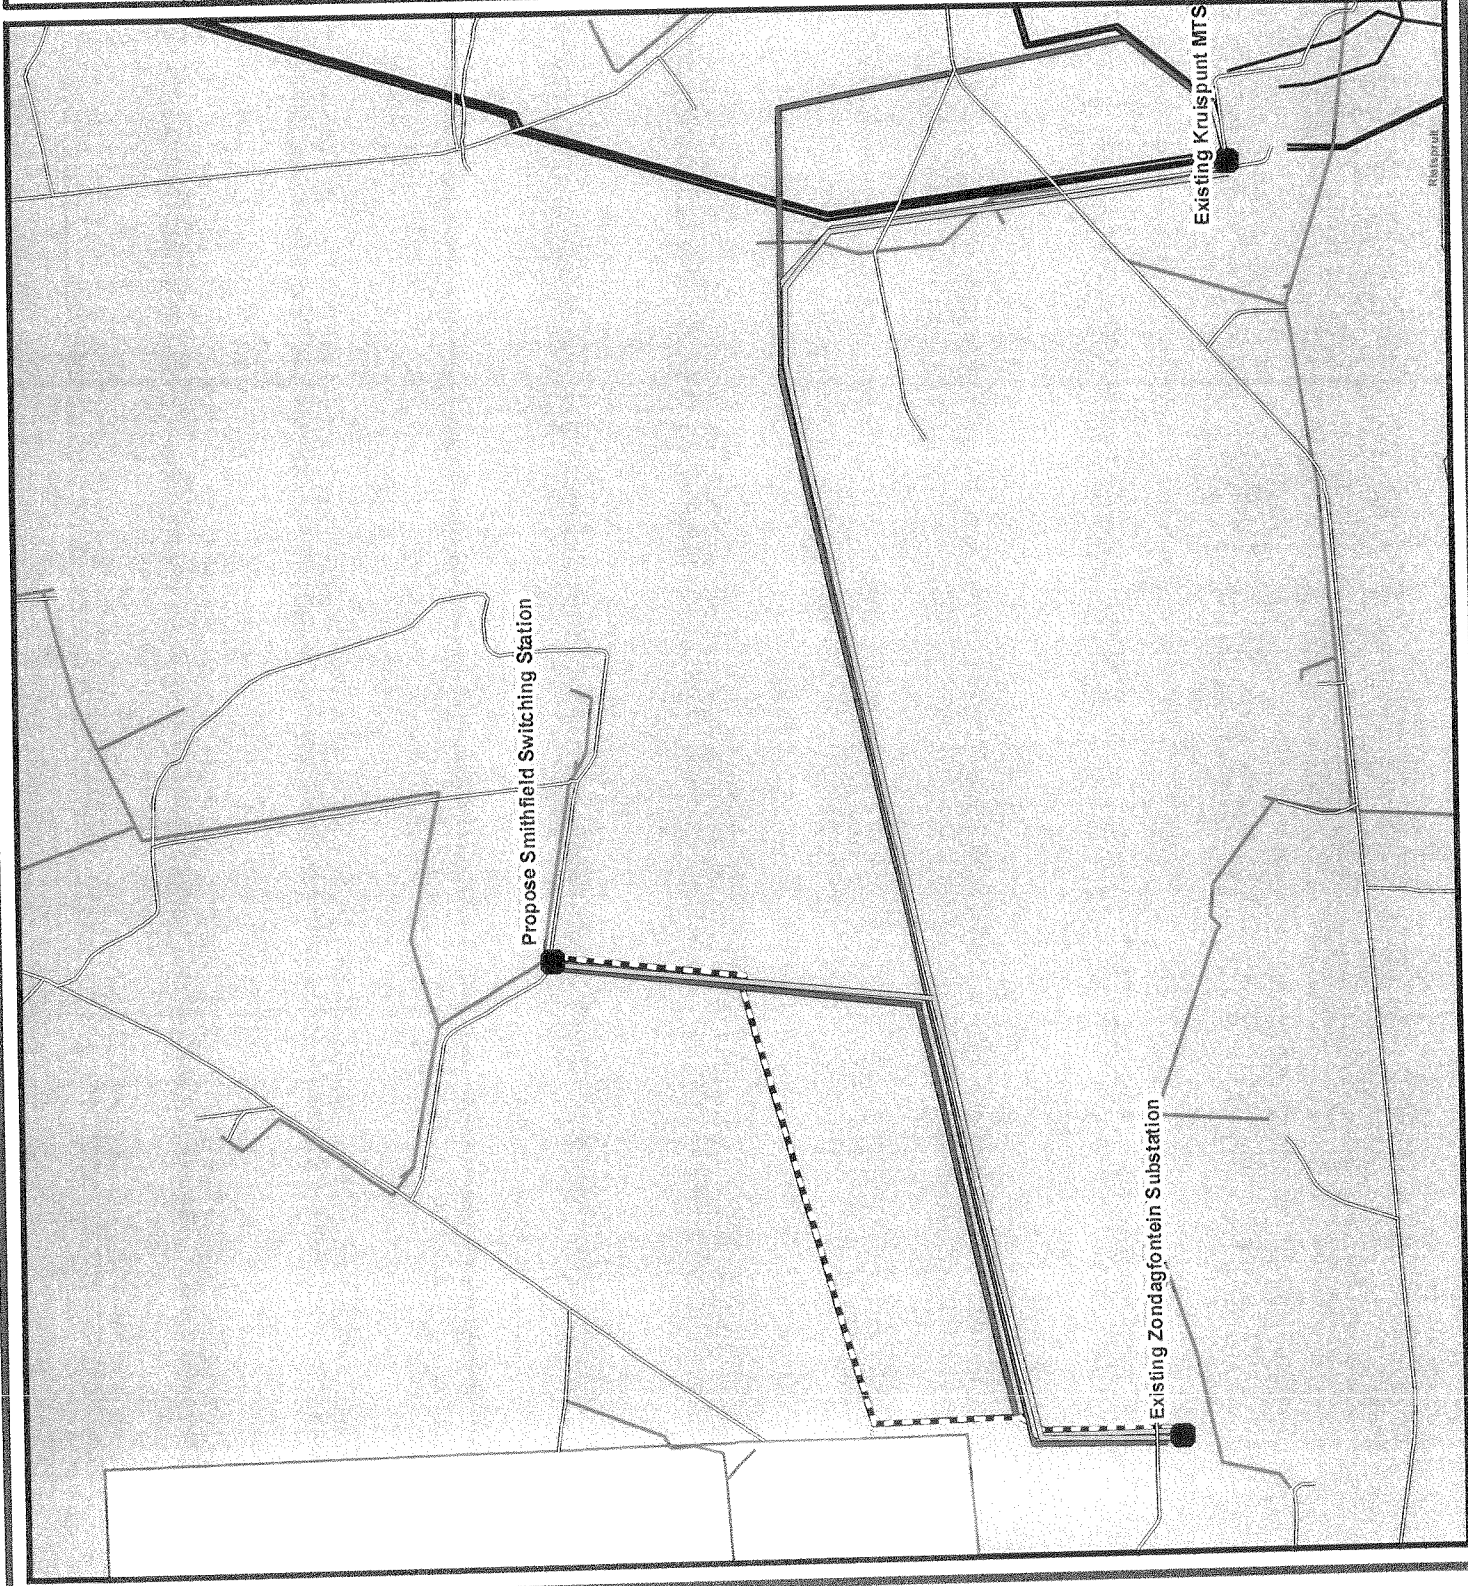 Existing Kruispunt MTS
Propose Smithfield Switching Station
Existing Zondagfontein Substation
Rietspruit